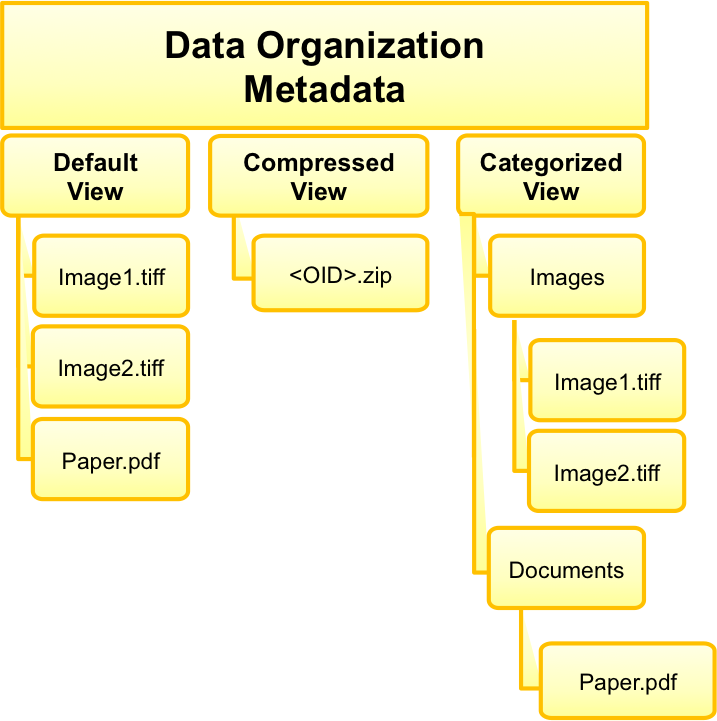 Data Organization
Metadata
Default
View
Image1.tiff
Image2.tiff
Paper.pdf
Compressed
View
<OID>.zip
Categorized
View
Images
Image1.tiff
Image2.tiff
Documents
Paper.pdf